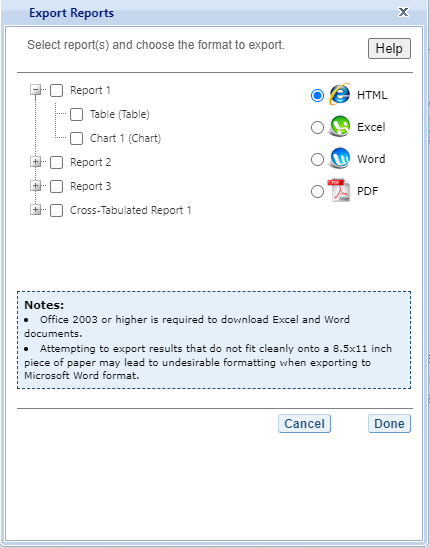 Export Reports X
Select report(s) and choose the format to export.
Help
Report 1
Table (Table)
Chart 1 (Chart)
Report 2
Report 3
Cross-Tabulated Report 1
HTML
Excel
Word
PDF
Notes:
• Office 2003 or higher is required to download Excel and Word
documents.
• Attempting to export results that do not fit cleanly onto a 8.5x11 inch
piece of paper may lead to undesirable formatting when exporting to
Microsoft Word format.
Cancel Done